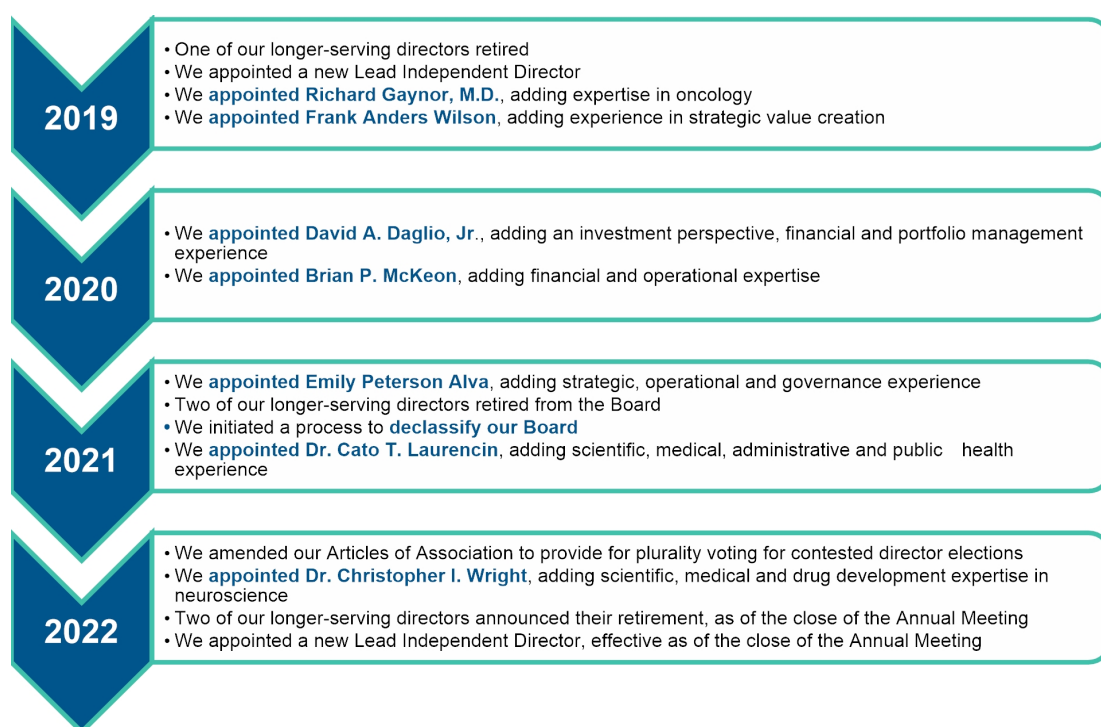 2019
• One of our longer-serving directors retired
• We appointed a new Lead Independent Director
• We appointed Richard Gaynor, M.D., adding expertise in oncology
• We appointed Frank Anders Wilson, adding experience in strategic value creation
2020
• We appointed David A. Daglio, Jr., adding an investment perspective, financial and portfolio management
experience
• We appointed Brian P. McKeon, adding financial and operational expertise
2021
• We appointed Emily Peterson Alva, adding strategic, operational and governance experience
• Two of our longer-serving directors retired from the Board
• We initiated a process to declassify our Board
• We appointed Dr. Cato T. Laurencin, adding scientific, medical, administrative and public health
experience
2022
• We amended our Articles of Association to provide for plurality voting for contested director elections
• We appointed Dr. Christopher I. Wright, adding scientific, medical and drug development expertise in
neuroscience
• Two of our longer-serving directors announced their retirement, as of the close of the Annual Meeting
• We appointed a new Lead Independent Director, effective as of the close of the Annual Meeting